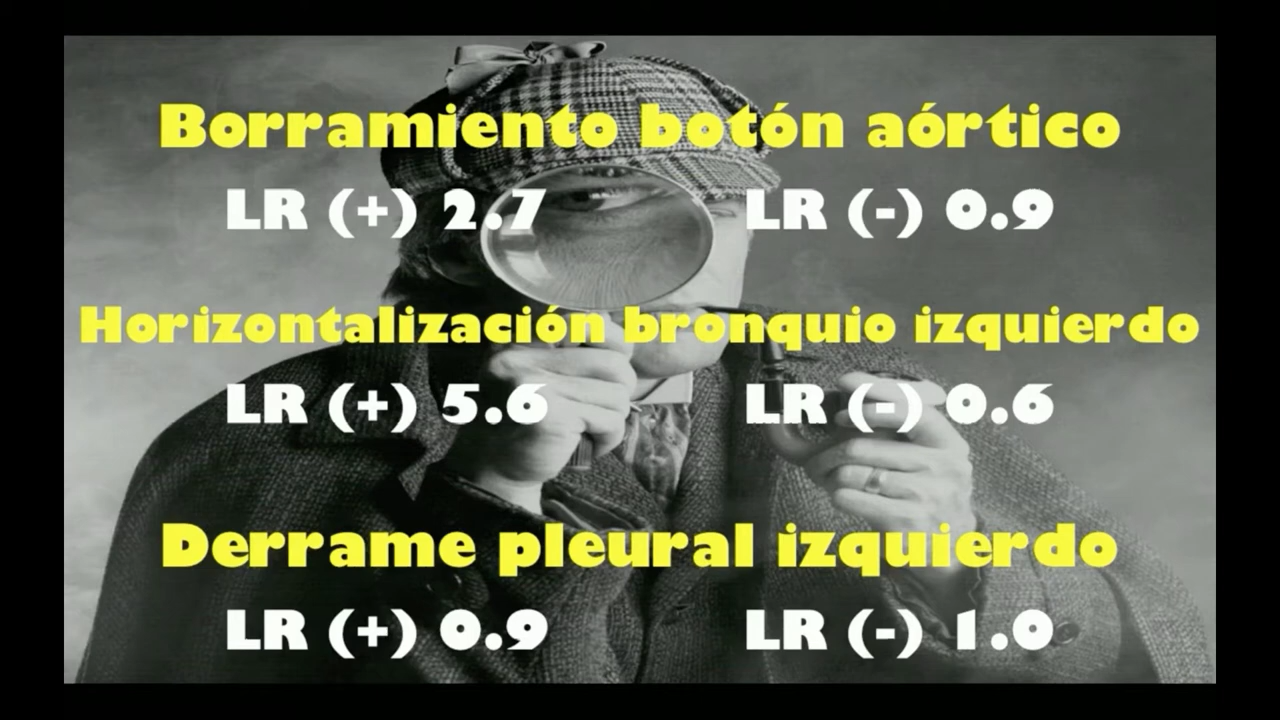 Borramiento botón aórtico
LR (+) 2.7 LR (-) 0.9
Horizontalización bronquio izquierdo
LR (+) 5.6 LR (-) 0.6
Derrame pleural izquierdo
LR (+) 0.9 LR (-) 1.0